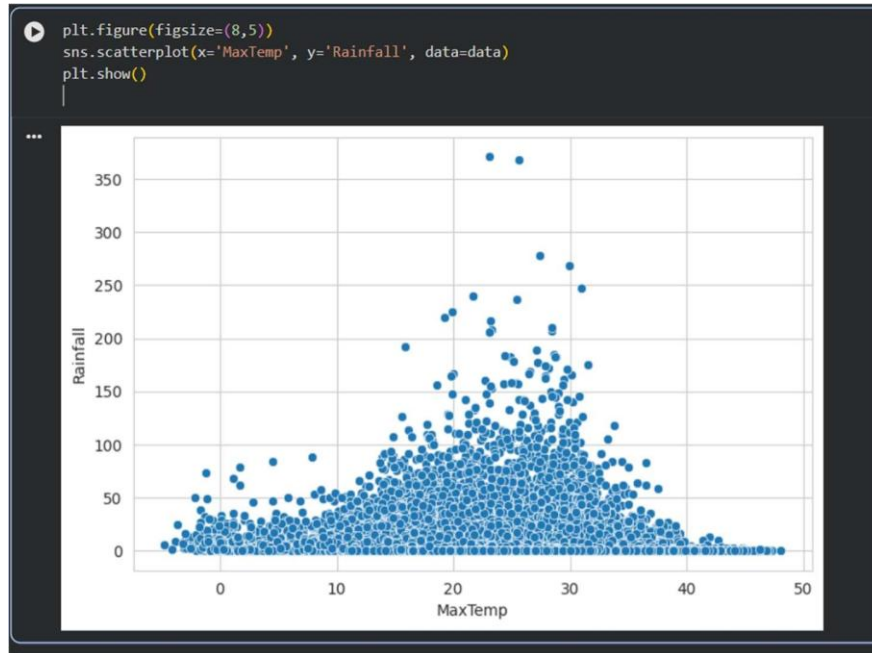 plt.figure(figsize=(8,5))
sns.scatterplot(x='MaxTemp', y='Rainfall', data=data)
plt.show()
350
300
250
200
150
100
50
0
Rainfall
0 10 20 30 40 50
MaxTemp